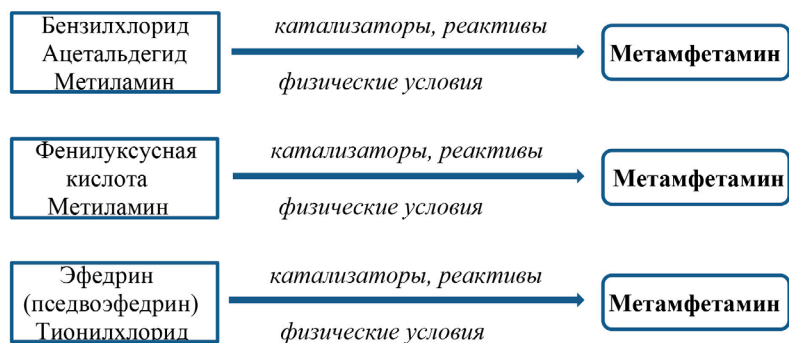 Бензилхлорид
Ацетальдегид
Метиламин
катализаторы, реактивы
физические условия
Метамфетамин
Фенилуксусная
кислота
Метиламин
катализаторы, реактивы
физические условия
Метамфетамин
Эфедрин
(пседвоэфедрин)
Тионилхлорид
катализаторы, реактивы
физические условия
Метамфетамин